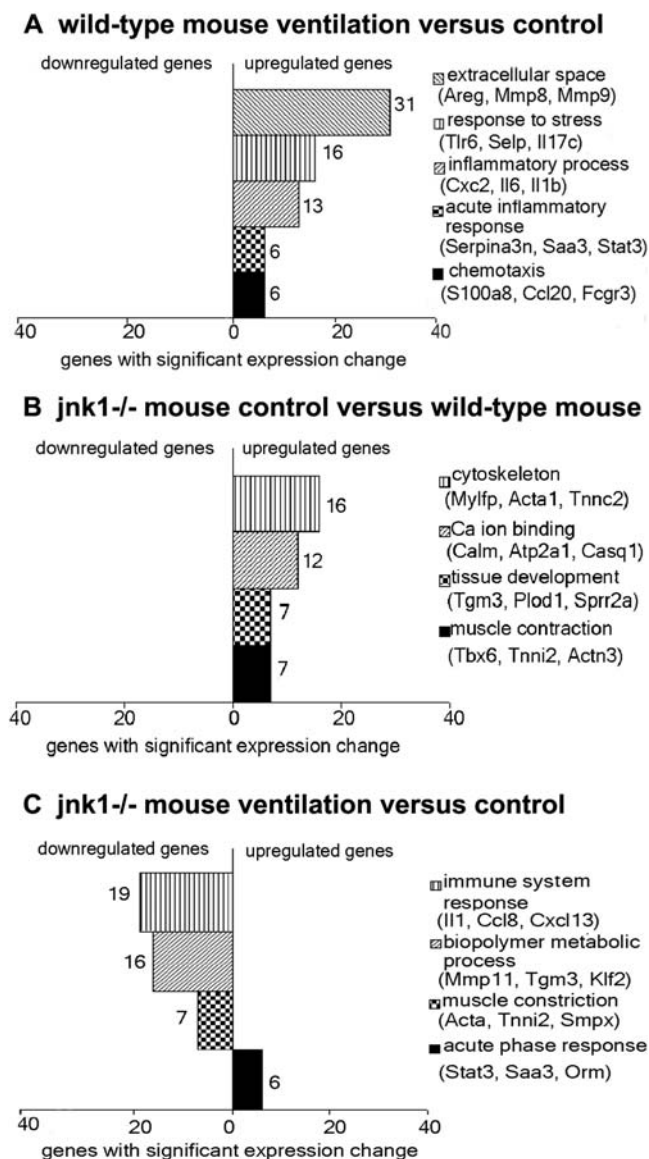 A wild-type mouse ventilation versus control
downregulated genes
upregulated genes
31
16
13
6
6
extracellular space
(Areg, Mmp8, Mmp9)
response to stress
(Tlr6, Selp, Il17c)
inflammatory process
(Cxc2, Il6, Il1b)
acute inflammatory
response
(Serpina3n, Saa3, Stat3)
chemotaxis
(S100a8, Ccl20, Fcgr3)
40 20 0 20 40
genes with significant expression change
B jnk1-/- mouse control versus wild-type mouse
downregulated genes
upregulated genes
16
12
7
7
cytoskeleton
(Mylfp, Acta1, Tnnc2)
Ca ion binding
(Calm, Atp2a1, Casq1)
tissue development
(Tgm3, Plod1, Sprr2a)
muscle contraction
(Tbx6, Tnni2, Actn3)
40 20 0 20 40
genes with significant expression change
C jnk1-/- mouse ventilation versus control
downregulated genes
upregulated genes
19
16
7
6
immune system
response
(Il1, Ccl8, Cxcl13)
biopolymer metabolic
process
(Mmp11, Tgm3, Klf2)
muscle constriction
(Acta, Tnni2, Smpx)
acute phase response
(Stat3, Saa3, Orm)
40 20 0 20 40
genes with significant expression change